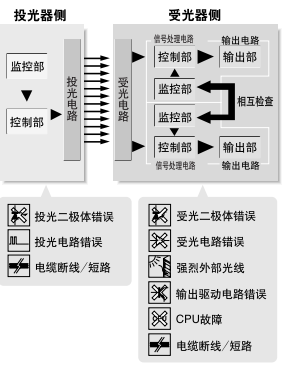 投光器侧
受光器侧
监控部
控制部
投光电路
受光电路
信号处理电路
输出电路
控制部
输出部
监控部
相互检查
监控部
控制部
输出部
信号处理电路
输出电路
投光二极体错误
投光电路错误
电缆断线/短路
受光二极体错误
受光电路错误
强烈外部光线
输出驱动电路错误
CPU故障
电缆断线/短路